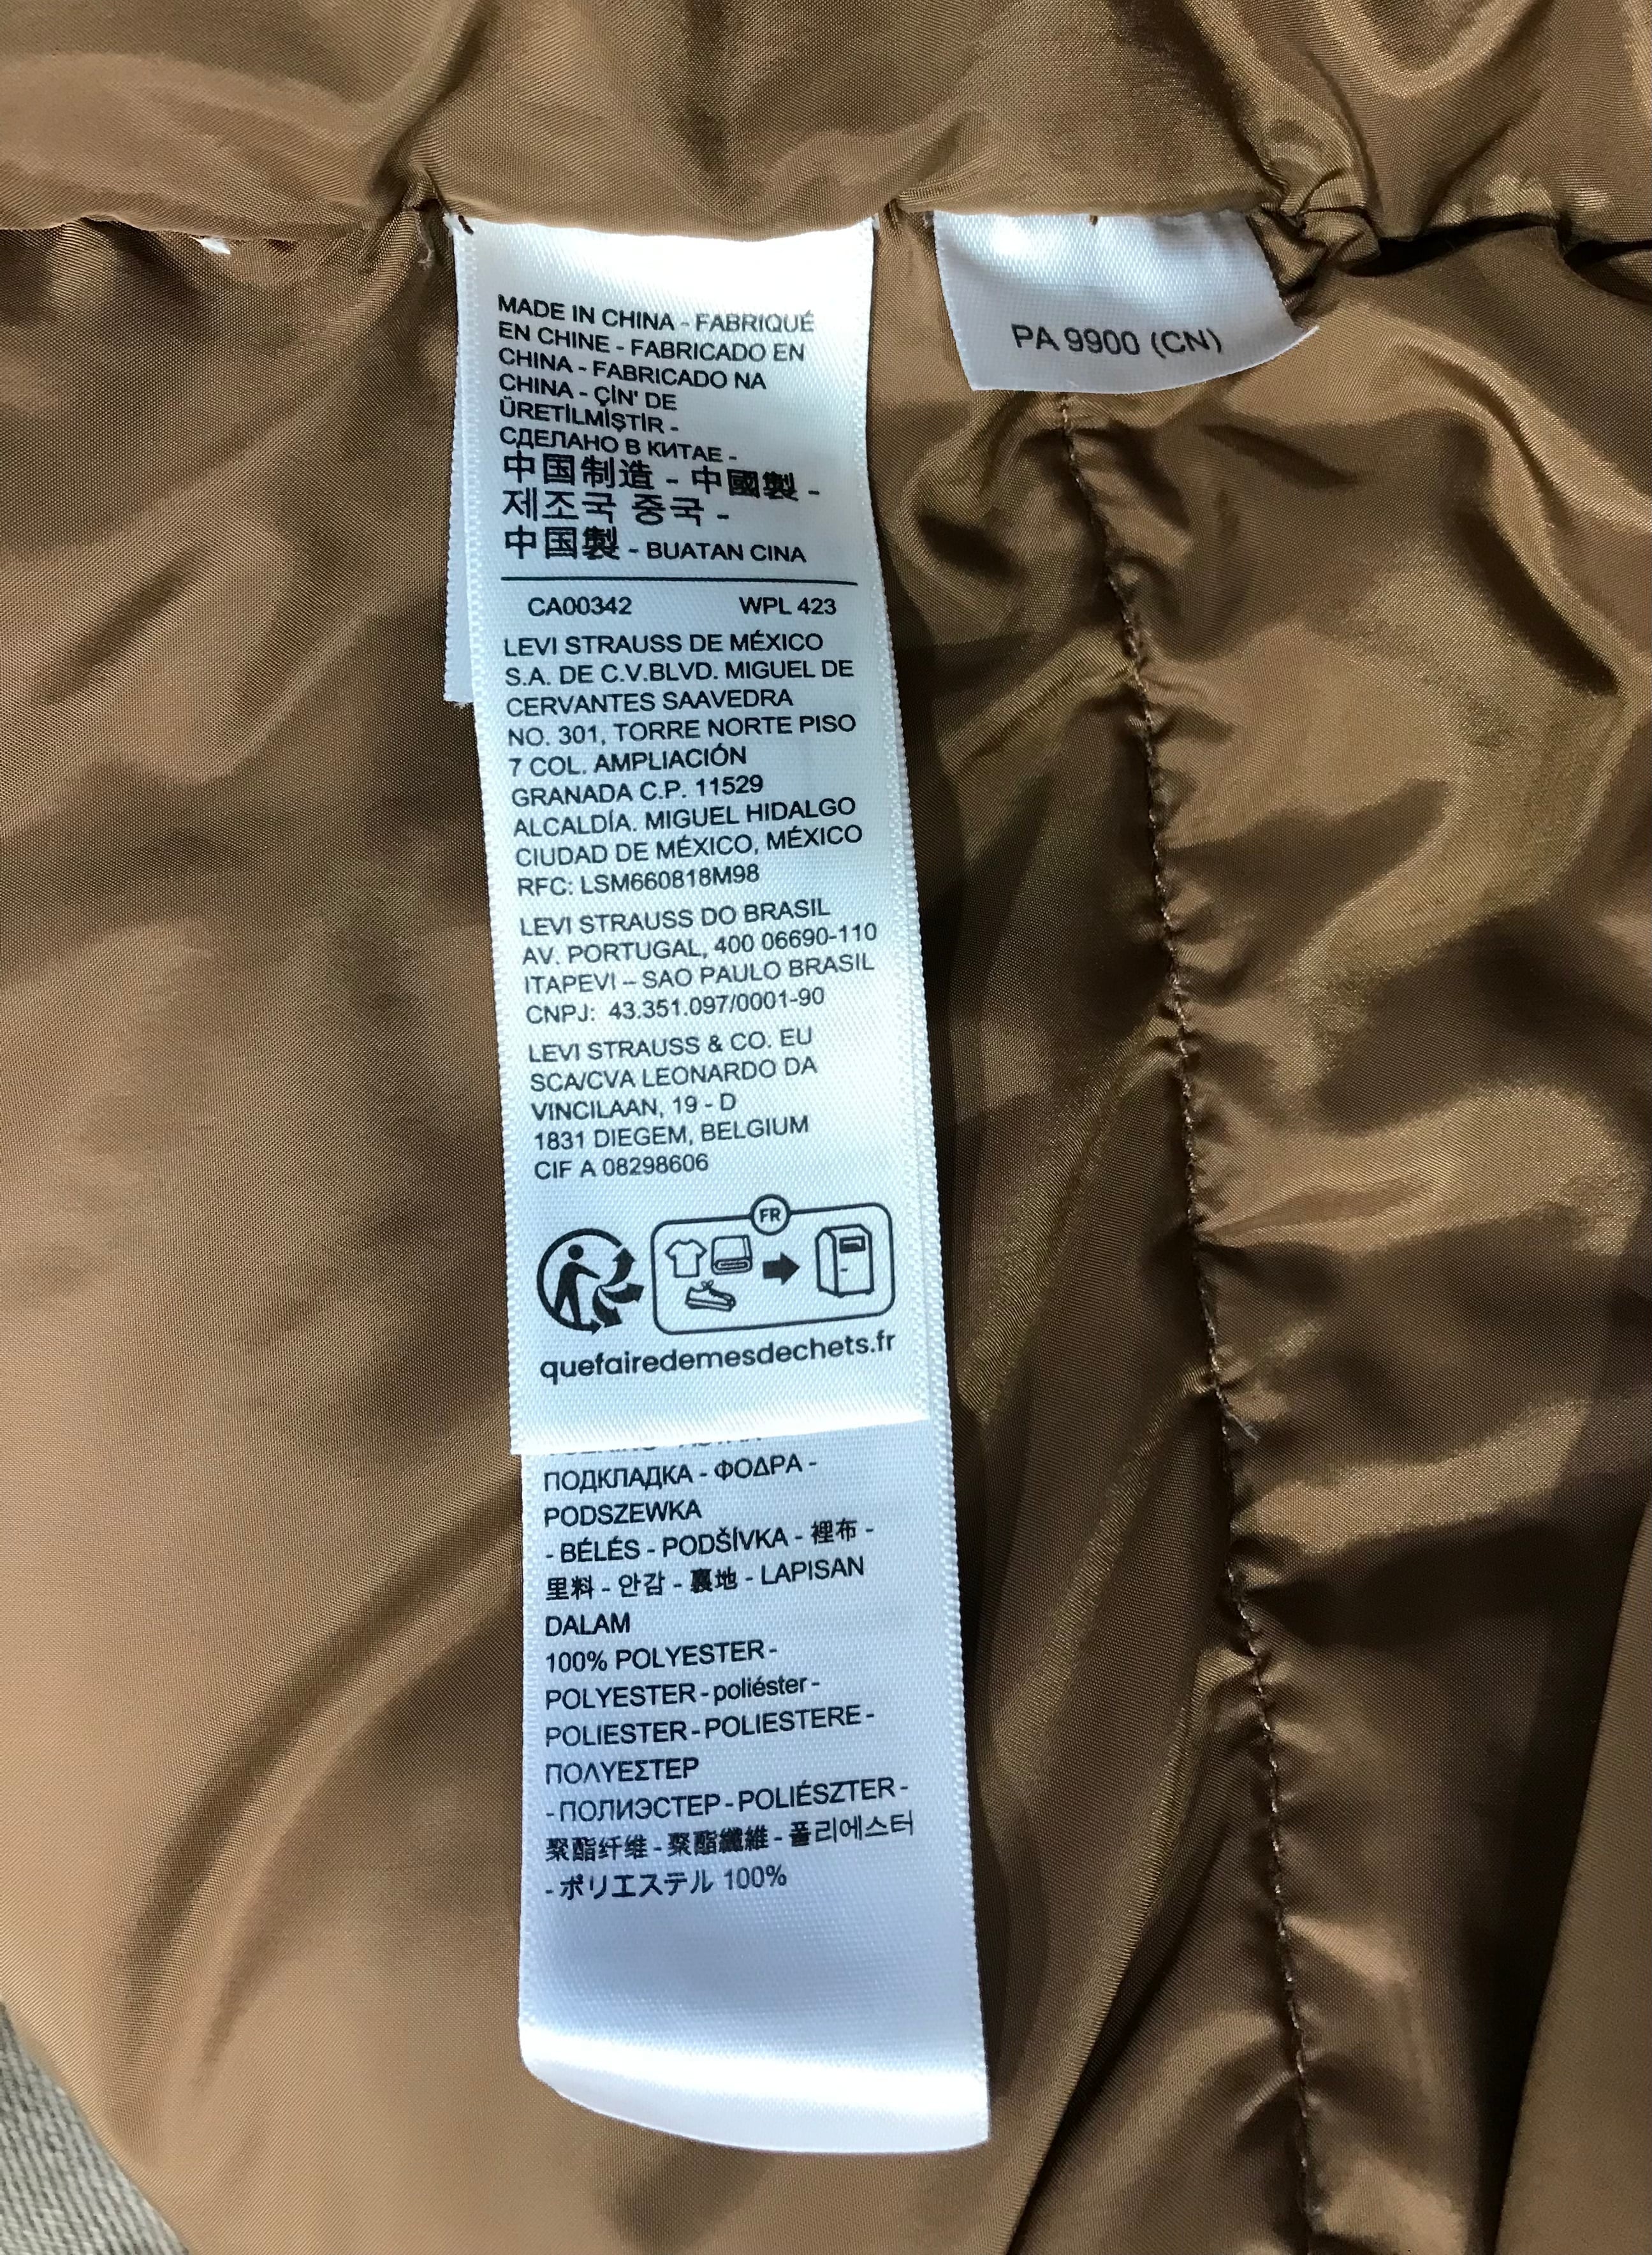 MADE IN CHINA - FABRIQUÉ
EN CHINE - FABRICADO EN
CHINA - FABRICADO NA
CHINA - ÇİN' DE
ÜRETİLMİŞTİR -
СДЕЛАНО В КИТАЕ -
中国制造 - 中國製 -
제조국 중국 -
中国製 - BUATAN CINA
CA00342 WPL 423
LEVI STRAUSS DE MÉXICO
S.A. DE C.V.BLVD. MIGUEL DE
CERVANTES SAAVEDRA
NO. 301, TORRE NORTE PISO
7 COL. AMPLIACIÓN
GRANADA C.P. 11529
ALCALDÍA. MIGUEL HIDALGO
CIUDAD DE MÉXICO, MÉXICO
RFC: LSM660818M98
LEVI STRAUSS DO BRASIL
AV. PORTUGAL, 400 06690-110
ITAPEVI – SAO PAULO BRASIL
CNPJ: 43.351.097/0001-90
LEVI STRAUSS & CO. EU
SCA/CVA LEONARDO DA
VINCILAAN, 19 - D
1831 DIEGEM, BELGIUM
CIF A 08298606
FR
quefairedemesdechets.fr
ПОДКЛАДКА - ΦΟΔΡΑ -
PODSZEWKA
- BÉLÉS - PODŠÍVKA - 裡布 -
里料 - 안감 - 裏地 - LAPISAN
DALAM
100% POLYESTER -
POLYESTER - poliéster -
POLIESTER - POLIESTERE -
ΠΟΛΥΕΣΤΕΡ
- ПОЛИЭСТЕР - POLIÉSZTER -
聚酯纤维 - 聚酯纖維 - 폴리에스터
- ポリエステル 100%
PA 9900 (CN)